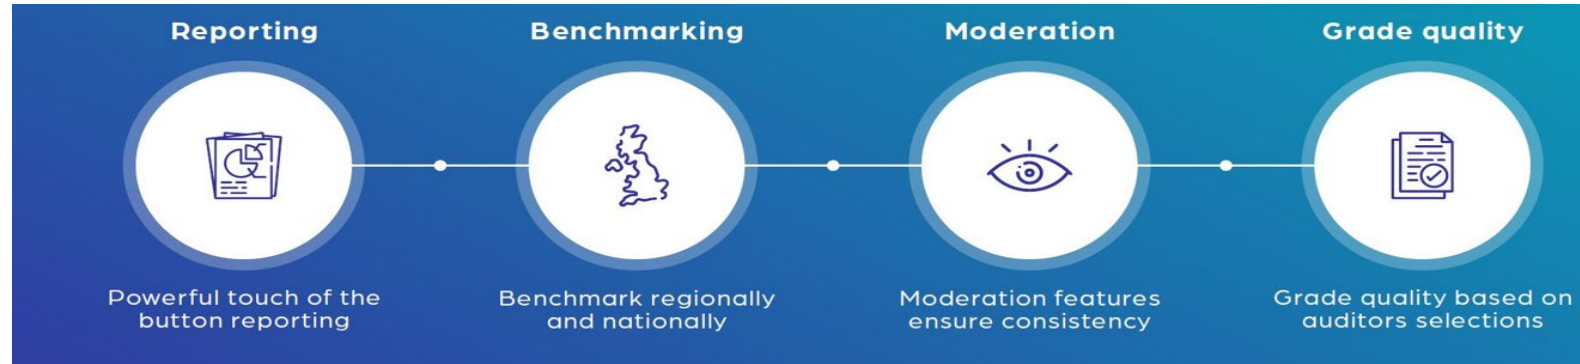 Reporting
Powerful touch of the
button reporting
Benchmarking
Benchmark regionally
and nationally
Moderation
Moderation features
ensure consistency
Grade quality
Grade quality based on
auditors selections